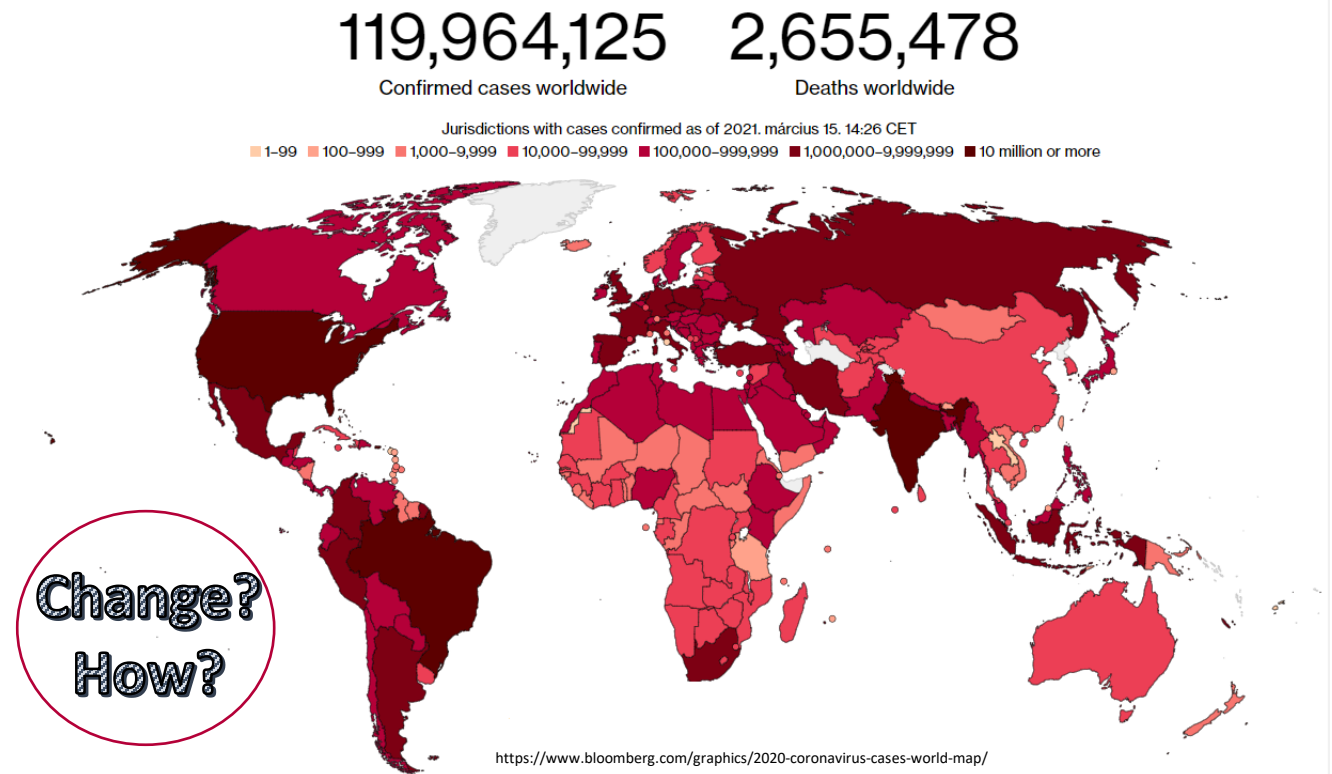 119,964,125 2,655,478
Confirmed cases worldwide Deaths worldwide
Jurisdictions with cases confirmed as of 2021. március 15. 14:26 CET
1–99 100–999 1,000–9,999 10,000–99,999 100,000–999,999 1,000,000–9,999,999 10 million or more
Change?
How?
https://www.bloomberg.com/graphics/2020-coronavirus-cases-world-map/